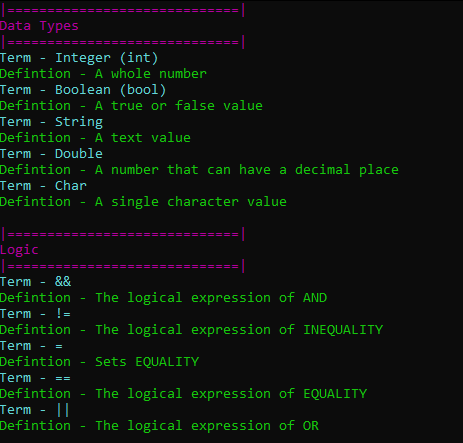 |=============================|
Data Types
|=============================|
Term - Integer (int)
Defintion - A whole number
Term - Boolean (bool)
Defintion - A true or false value
Term - String
Defintion - A text value
Term - Double
Defintion - A number that can have a decimal place
Term - Char
Defintion - A single character value
|=============================|
Logic
|=============================|
Term - &&
Defintion - The logical expression of AND
Term - !=
Defintion - The logical expression of INEQUALITY
Term - =
Defintion - Sets EQUALITY
Term - ==
Defintion - The logical expression of EQUALITY
Term - ||
Defintion - The logical expression of OR